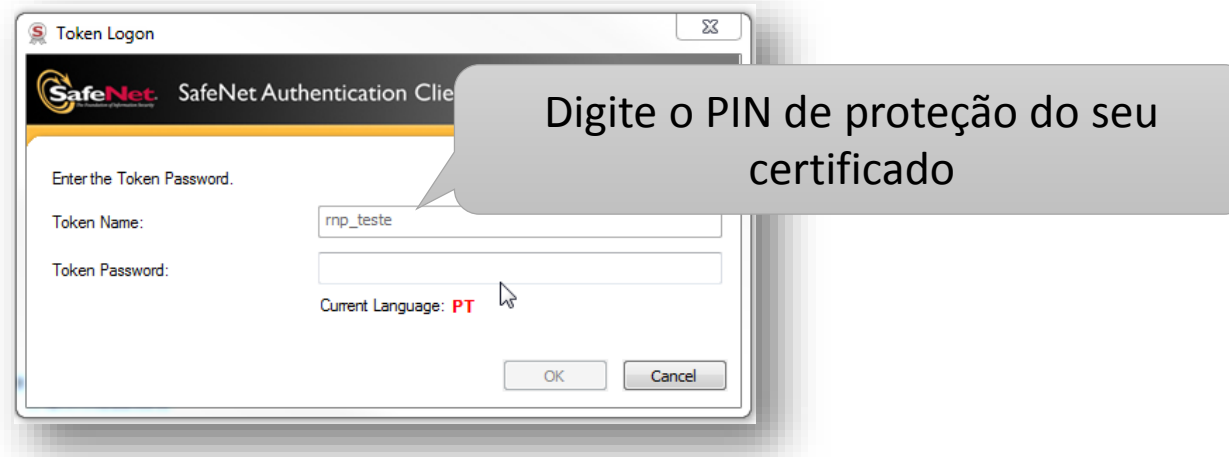 Token Logon
SafeNet.
SafeNet Authentication Clie
Digite o PIN de proteção do seu
certificado
Enter the Token Password.
Token Name: rnp_teste
Token Password:
Current Language: PT
OK Cancel